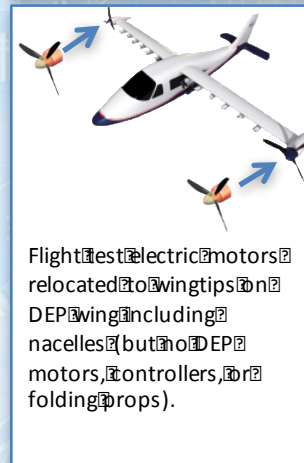 Flight test electric motors
relocated to wingtips on
DEP wing including
nacelles (but no DEP
motors, controllers, or
folding props).